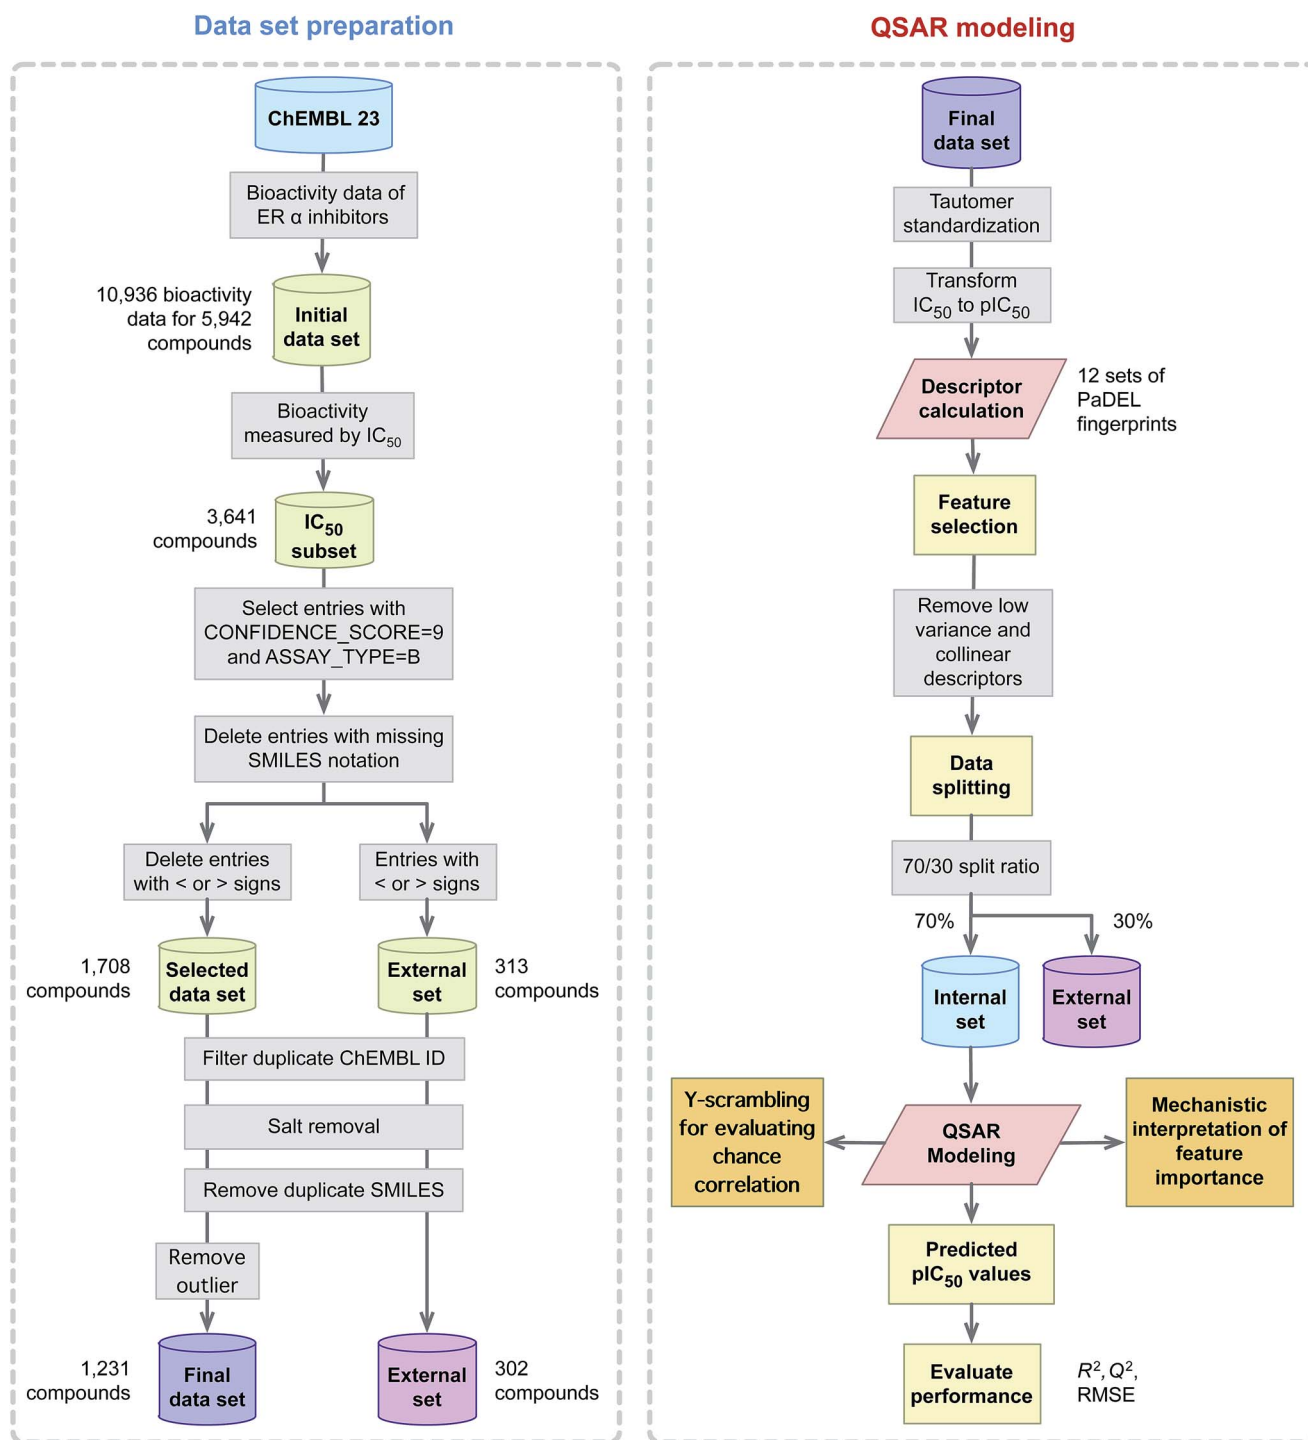 Data set preparation
ChEMBL 23
Bioactivity data of
ER α inhibitors
10,936 bioactivity
data for 5,942
compounds
Initial
data set
Bioactivity
measured by IC50
3,641
compounds
IC50
subset
Select entries with
CONFIDENCE_SCORE=9
and ASSAY_TYPE=B
Delete entries with missing
SMILES notation
Delete entries
with < or > signs
Entries with
< or > signs
1,708
compounds
Selected
data set
External
set
313
compounds
Filter duplicate ChEMBL ID
Salt removal
Remove duplicate SMILES
Remove
outlier
1,231
compounds
Final
data set
External
set
302
compounds
QSAR modeling
Final
data set
Tautomer
standardization
Transform
IC50 to pIC50
Descriptor
calculation
12 sets of
PaDEL
fingerprints
Feature
selection
Remove low
variance and
collinear
descriptors
Data
splitting
70/30 split ratio
70%
30%
Internal
set
External
set
Y-scrambling
for evaluating
chance
correlation
QSAR
Modeling
Mechanistic
interpretation of
feature
importance
Predicted
pIC50 values
Evaluate
performance
R², Q²,
RMSE